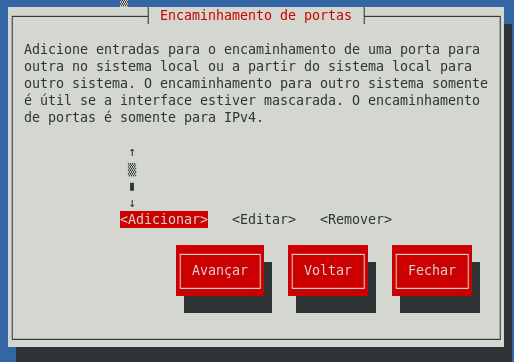 Encaminhamento de portas
Adicione entradas para o encaminhamento de uma porta para
outra no sistema local ou a partir do sistema local para
outro sistema. O encaminhamento para outro sistema somente
é útil se a interface estiver mascarada. O encaminhamento
de portas é somente para IPv4.
<Adicionar> <Editar> <Remover>
Avançar Voltar Fechar